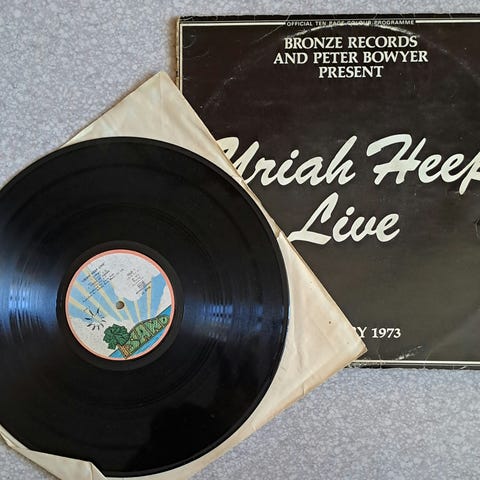 OFFICIAL TEN PAGE COLOUR PROGRAMME
BRONZE RECORDS
AND PETER BOWYER
PRESENT
Uriah Heep
Live
Y 1973
ISLAND